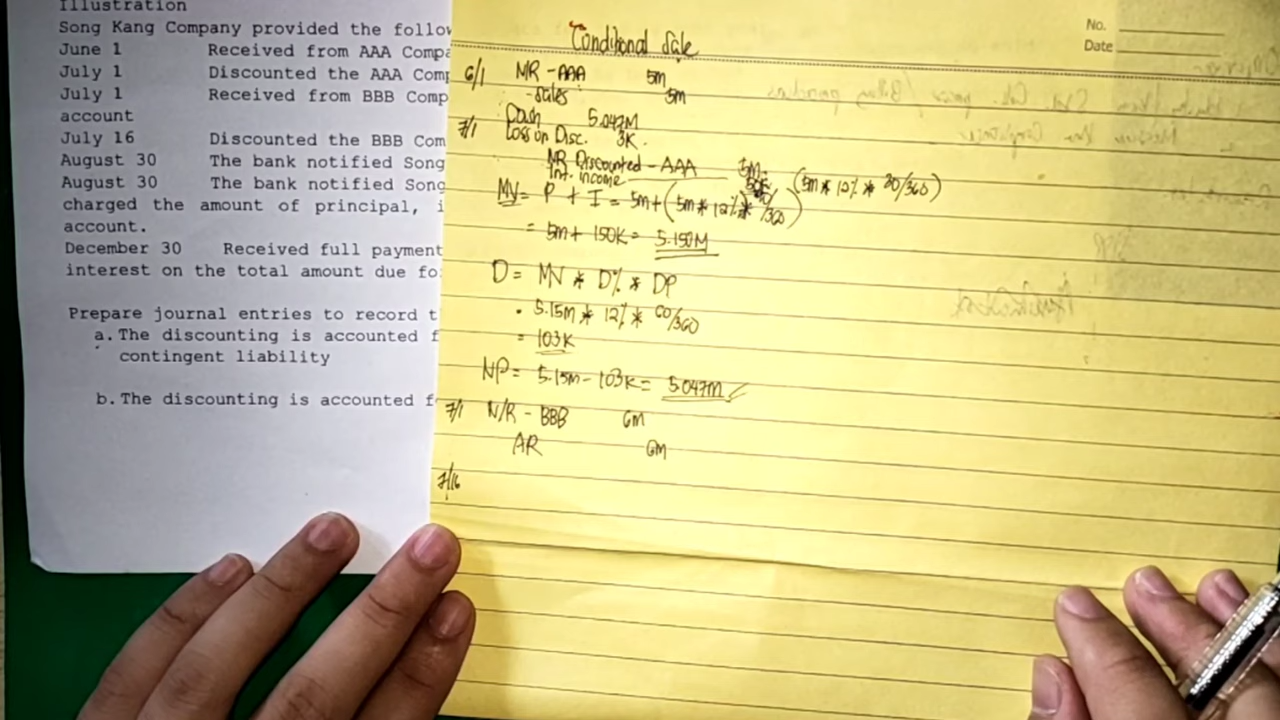 Illustration
Song Kang Company provided the follow
June 1 Received from AAA Compa
July 1 Discounted the AAA Comp
July 1 Received from BBB Comp
account
July 16 Discounted the BBB Com
August 30 The bank notified Song
August 30 The bank notified Song
charged the amount of principal, i
account.
December 30 Received full payment
interest on the total amount due fo
Prepare journal entries to record t
a. The discounting is accounted f
contingent liability
b. The discounting is accounted f
No.
Date
Conditional Sale
6/1 NR - AAA 5m
- Sales 5m
7/1 Cash 5.047M
Loss on Disc. 3K.
NR Discounted - AAA 5m
Int. income 50K (5m * 12% * 30/360)
MV = P + I = 5m + (5m * 12% * 90/360)
= 5m + 150K = 5.150M
D = MV * D% * DP
= 5.15m * 12% * 60/360
= 103K
NP = 5.15m - 103K = 5.047m ✓
7/1 N/R - BBB 6m
AR 6m
7/16